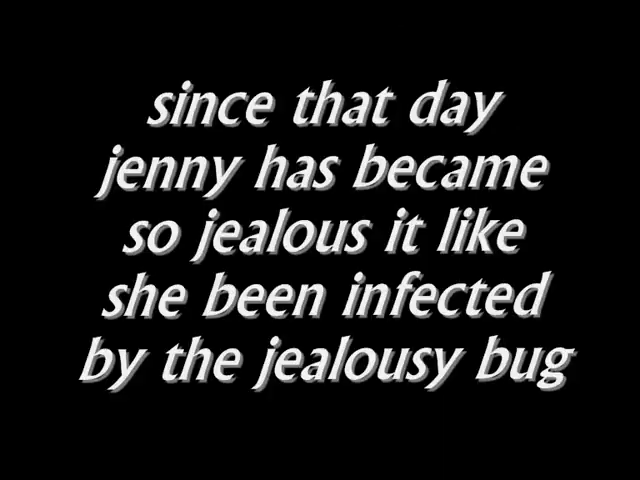 since that day
jenny has became
so jealous it like
she been infected
by the jealousy bug